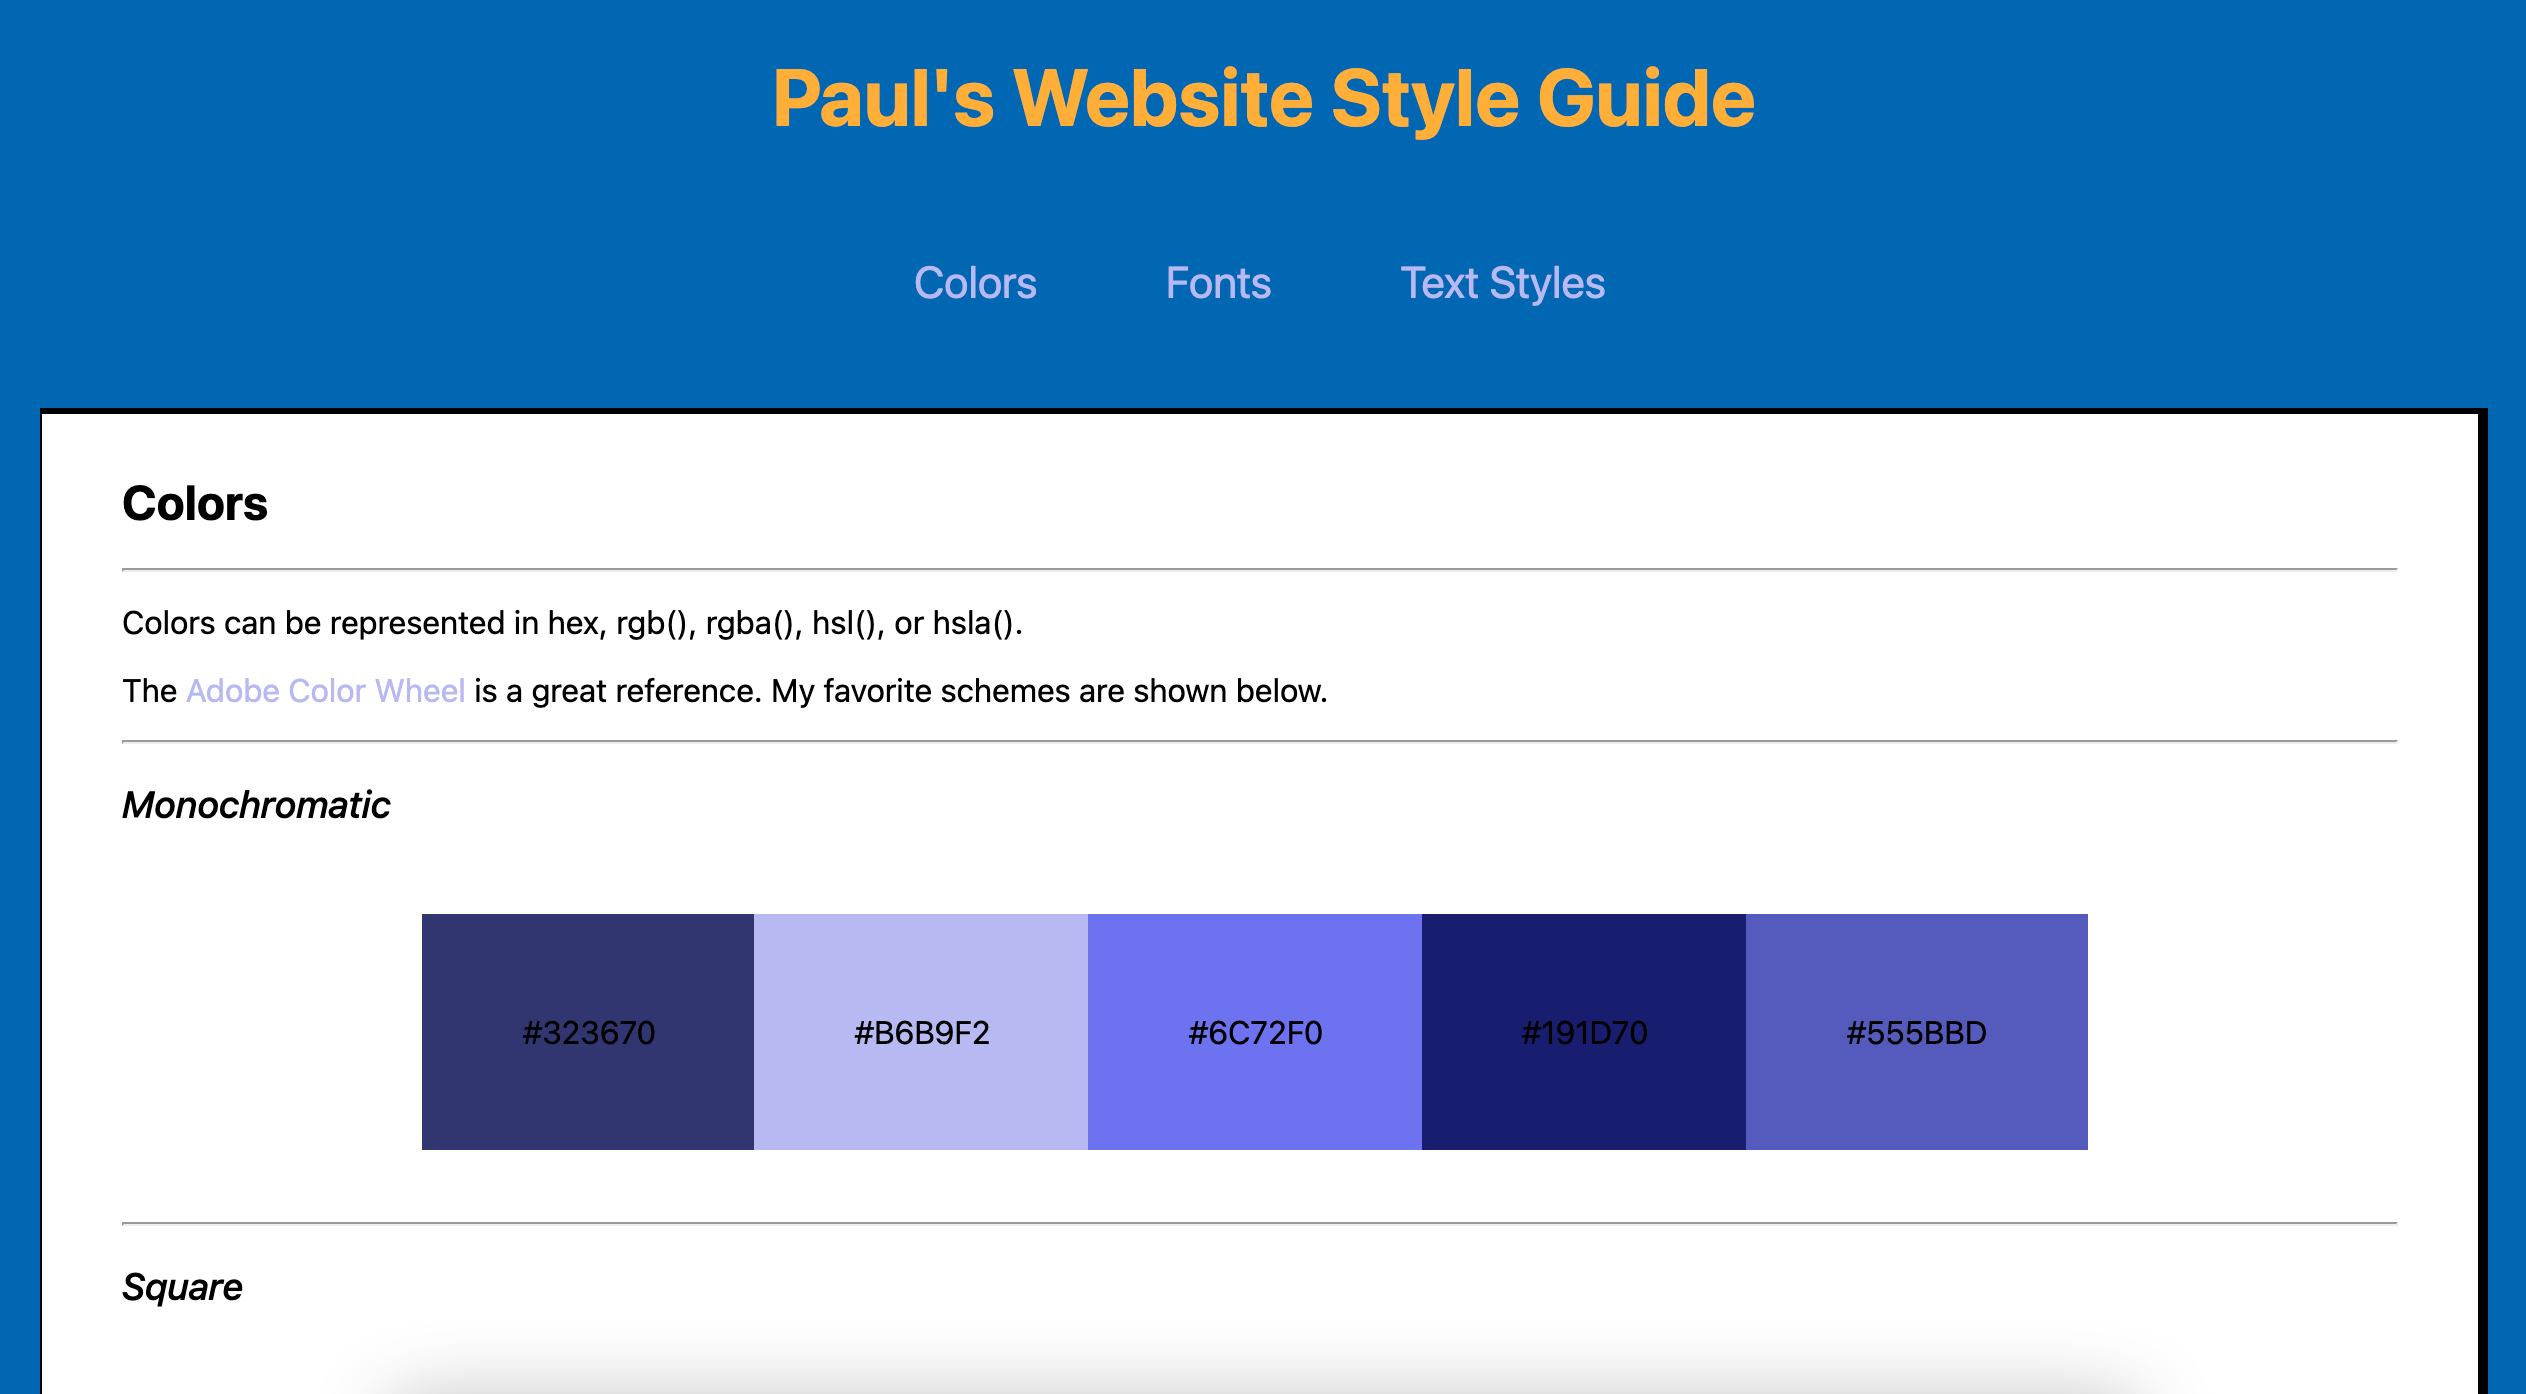 Paul's Website Style Guide
Colors Fonts Text Styles
Colors
Colors can be represented in hex, rgb(), rgba(), hsl(), or hsla().
The Adobe Color Wheel is a great reference. My favorite schemes are shown below.
Monochromatic
#323670 #B6B9F2 #6C72F0 #191D70 #555BBD
Square